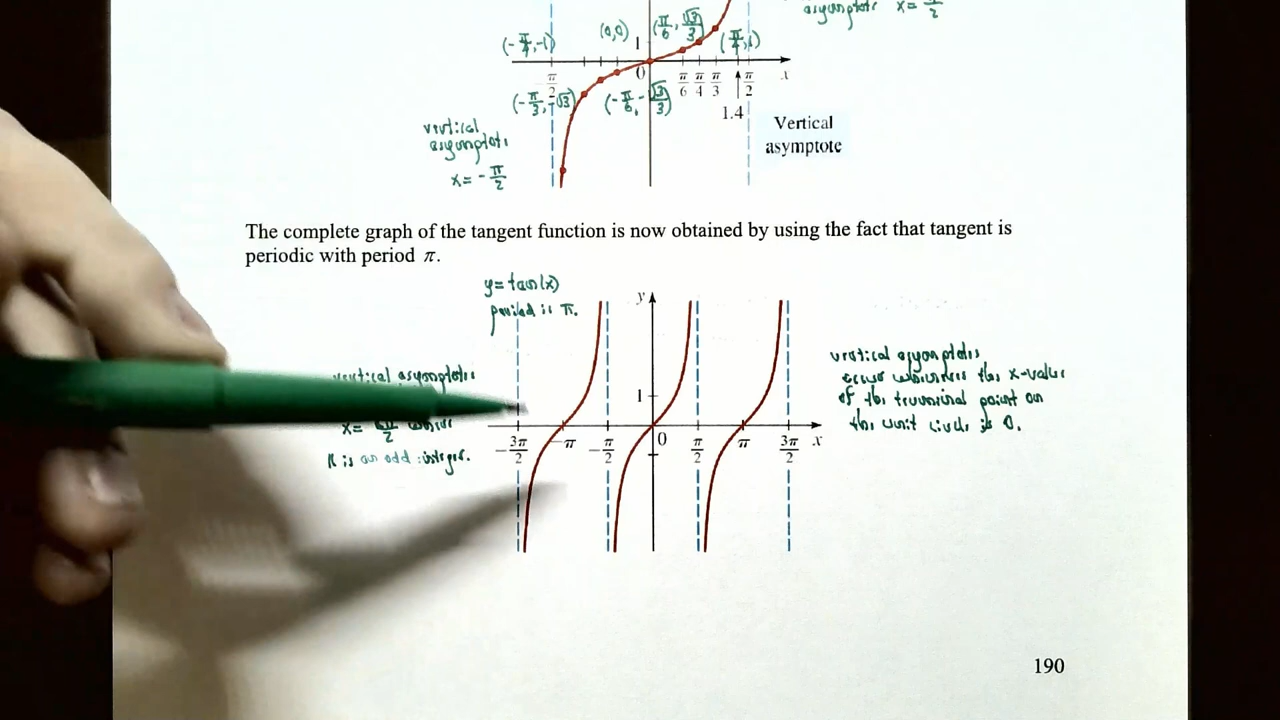 asymptote x = π/2
(-π/4, -1) (0,0) (π/6, √3/3) (π/4, 1)
1
0 π/6 π/4 π/3 π/2 x
π/2
(-π/3, -√3) (-π/6, -√3/3)
1.4
vertical
asymptote
x = -π/2
Vertical
asymptote
The complete graph of the tangent function is now obtained by using the fact that tangent is
periodic with period π.
y = tan(x)
period is π.
y
1
-3π/2 -π -π/2 0 π/2 π 3π/2 x
vertical asymptotes
x = kπ/2 where
k is an odd integer.
vertical asymptotes
occur whenever the x-value
of the terminal point on
the unit circle is 0.
190